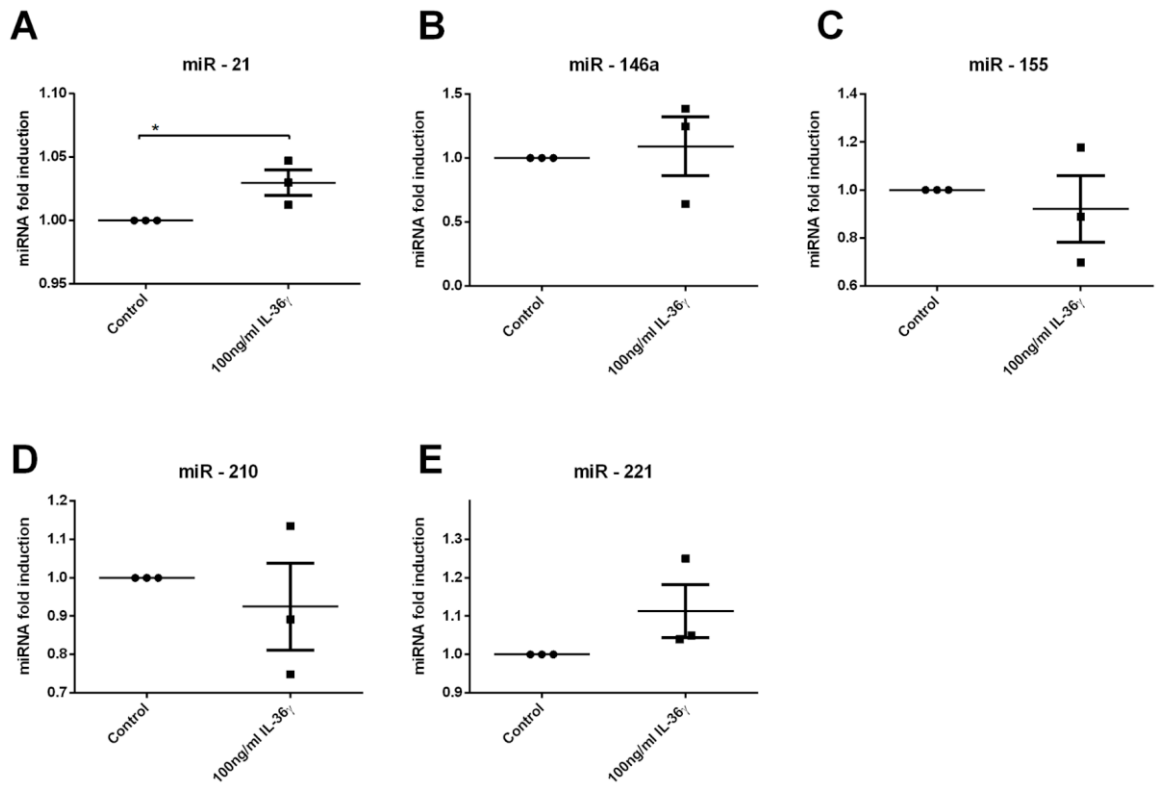 A
miR - 21
miRNA fold induction
1.10
1.05
1.00
0.95
*
Control
100ng/ml IL-36γ
B
miR - 146a
miRNA fold induction
1.5
1.0
0.5
0.0
Control
100ng/ml IL-36γ
C
miR - 155
miRNA fold induction
1.4
1.2
1.0
0.8
0.6
Control
100ng/ml IL-36γ
D
miR - 210
miRNA fold induction
1.2
1.1
1.0
0.9
0.8
0.7
Control
100ng/ml IL-36γ
E
miR - 221
miRNA fold induction
1.3
1.2
1.1
1.0
0.9
Control
100ng/ml IL-36γ